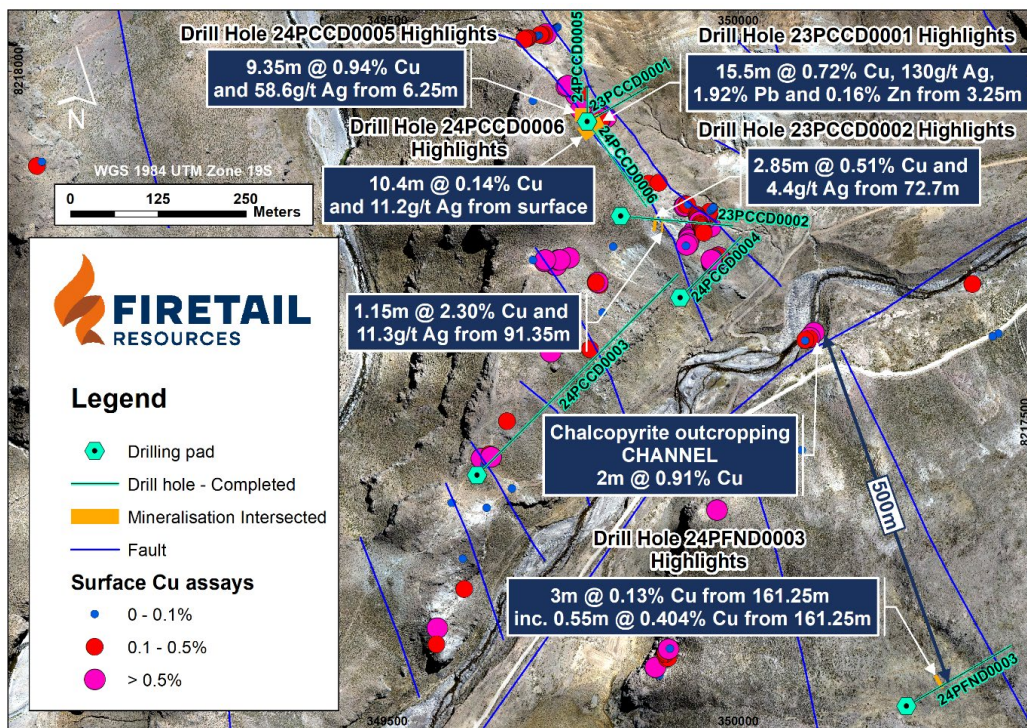 349500
350000
8218000
Drill Hole 24PCCD0005 Highlights
9.35m @ 0.94% Cu
and 58.6g/t Ag from 6.25m
24PCCD0005
23PCCD0001
Drill Hole 23PCCD0001 Highlights
15.5m @ 0.72% Cu, 130g/t Ag,
1.92% Pb and 0.16% Zn from 3.25m
N
Drill Hole 24PCCD0006
Highlights
10.4m @ 0.14% Cu
and 11.2g/t Ag from surface
24PCCD0006
Drill Hole 23PCCD0002 Highlights
2.85m @ 0.51% Cu and
4.4g/t Ag from 72.7m
23PCCD0002
WGS 1984 UTM Zone 19S
0 125 250
Meters
24PCCD0004
FIRETAIL
RESOURCES
1.15m @ 2.30% Cu and
11.3g/t Ag from 91.35m
24PCCD0003
Legend
Drilling pad
Drill hole - Completed
Mineralisation Intersected
Fault
Surface Cu assays
0 - 0.1%
0.1 - 0.5%
> 0.5%
Chalcopyrite outcropping
CHANNEL
2m @ 0.91% Cu
8217500
500m
Drill Hole 24PFND0003
Highlights
3m @ 0.13% Cu from 161.25m
inc. 0.55m @ 0.404% Cu from 161.25m
24PFND0003
349500
350000